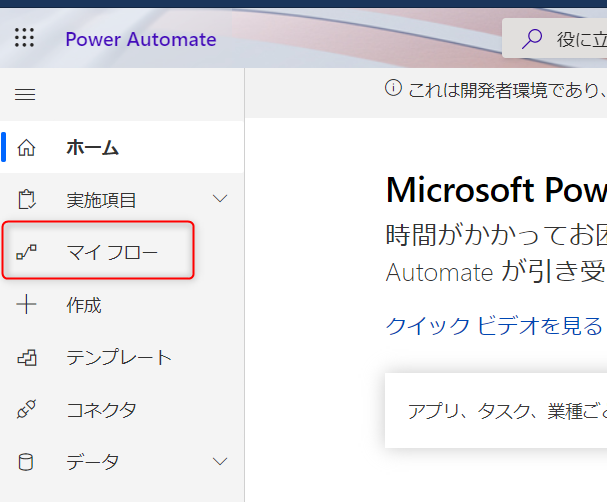 Power Automate
役に立
これは開発者環境であり、
ホーム
実施項目
マイ フロー
作成
テンプレート
コネクタ
データ
Microsoft Pow
時間がかかってお困
Automate が引き受
クイック ビデオを見る
アプリ、タスク、業種ご